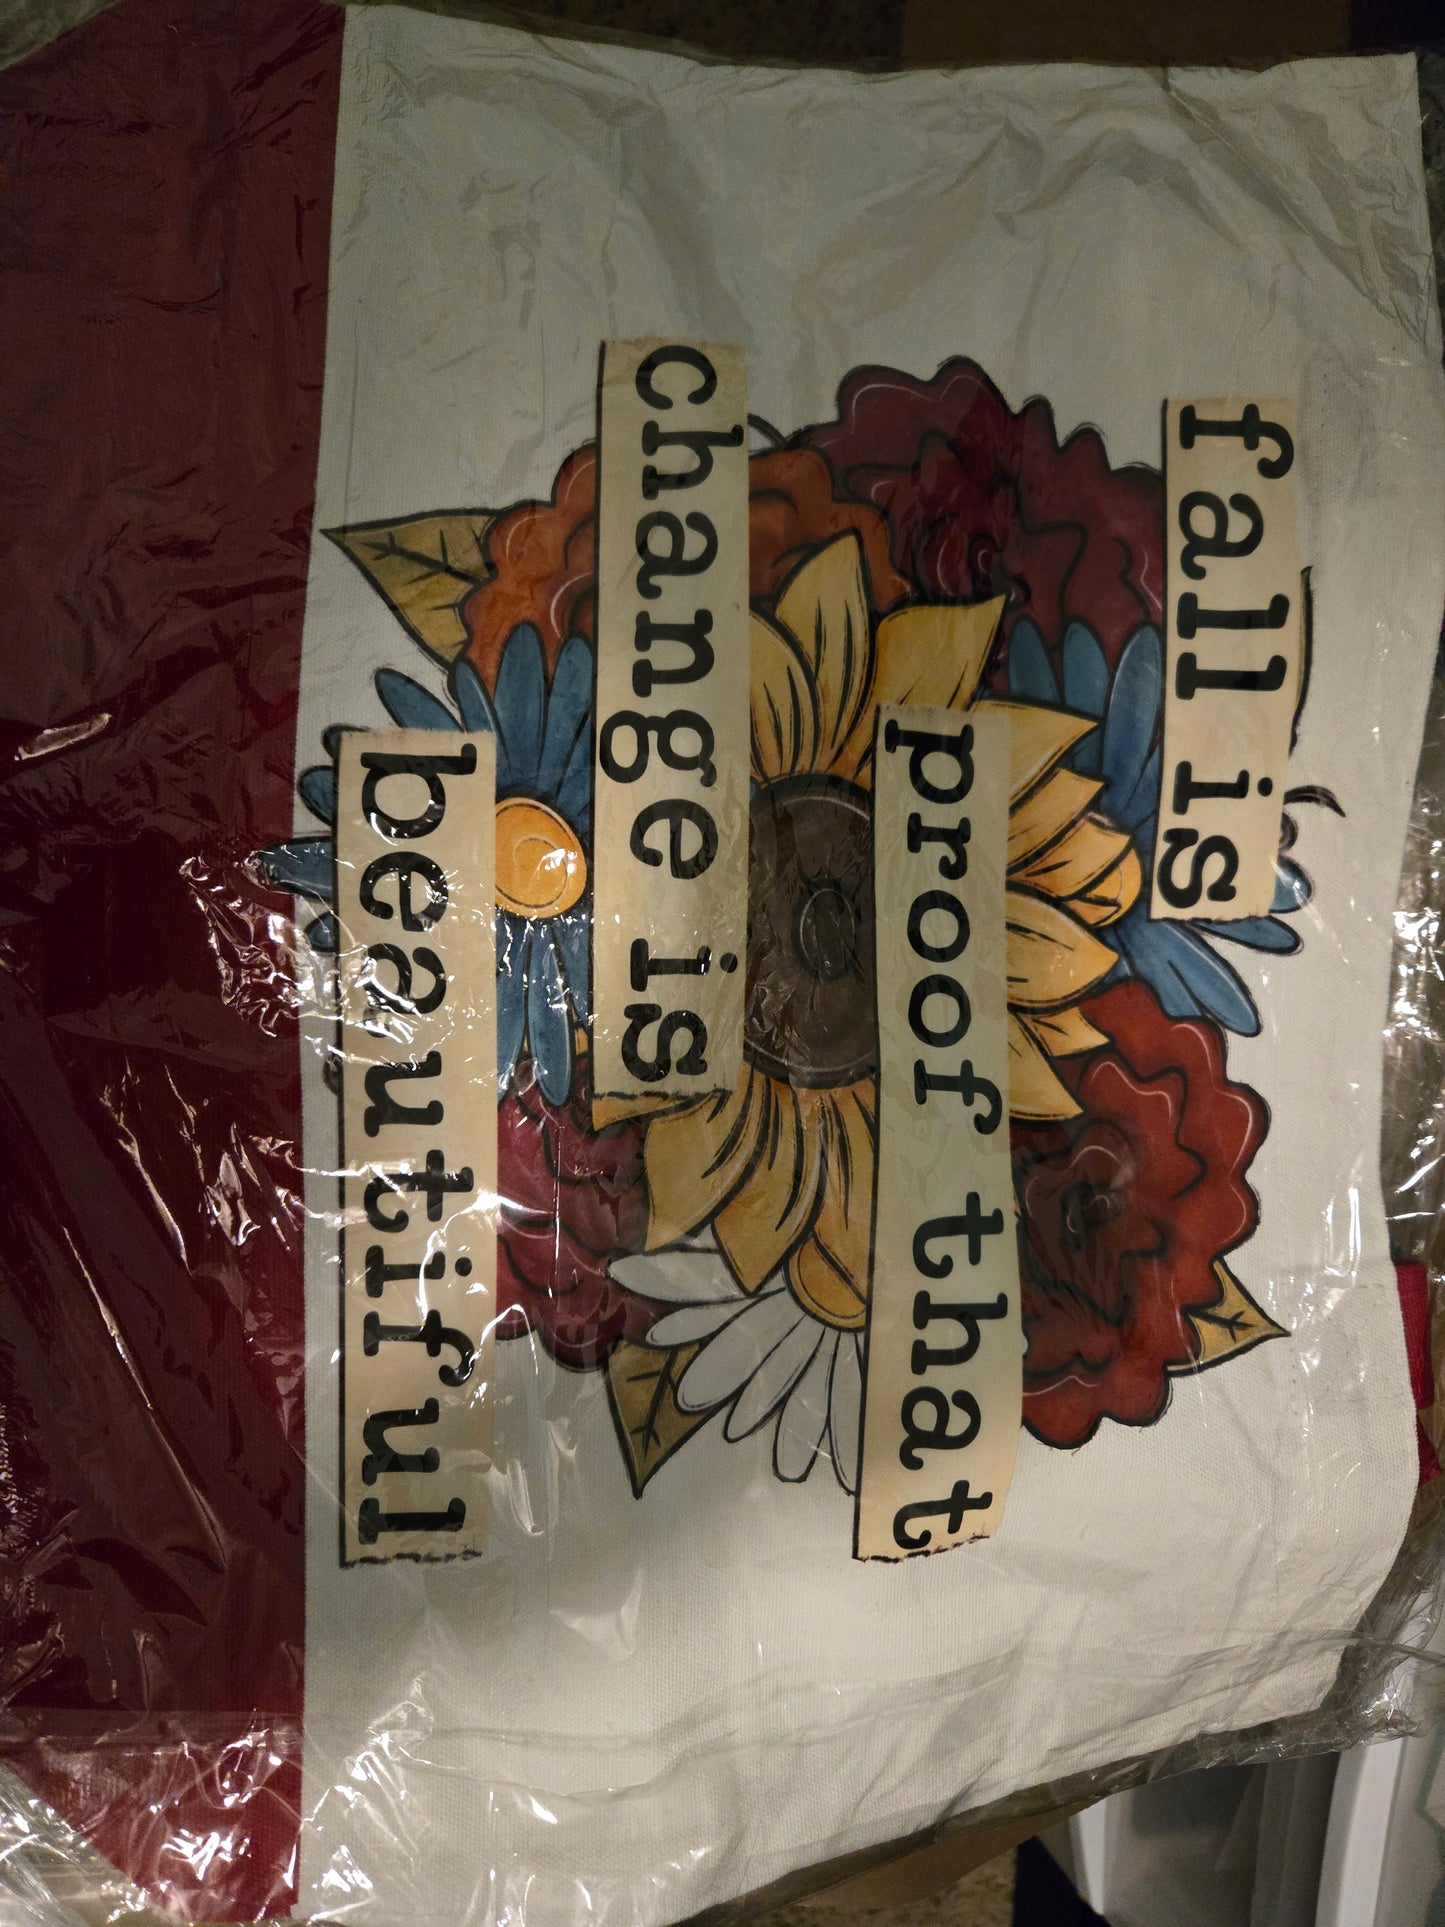 fall is
proof that
change is
beautiful